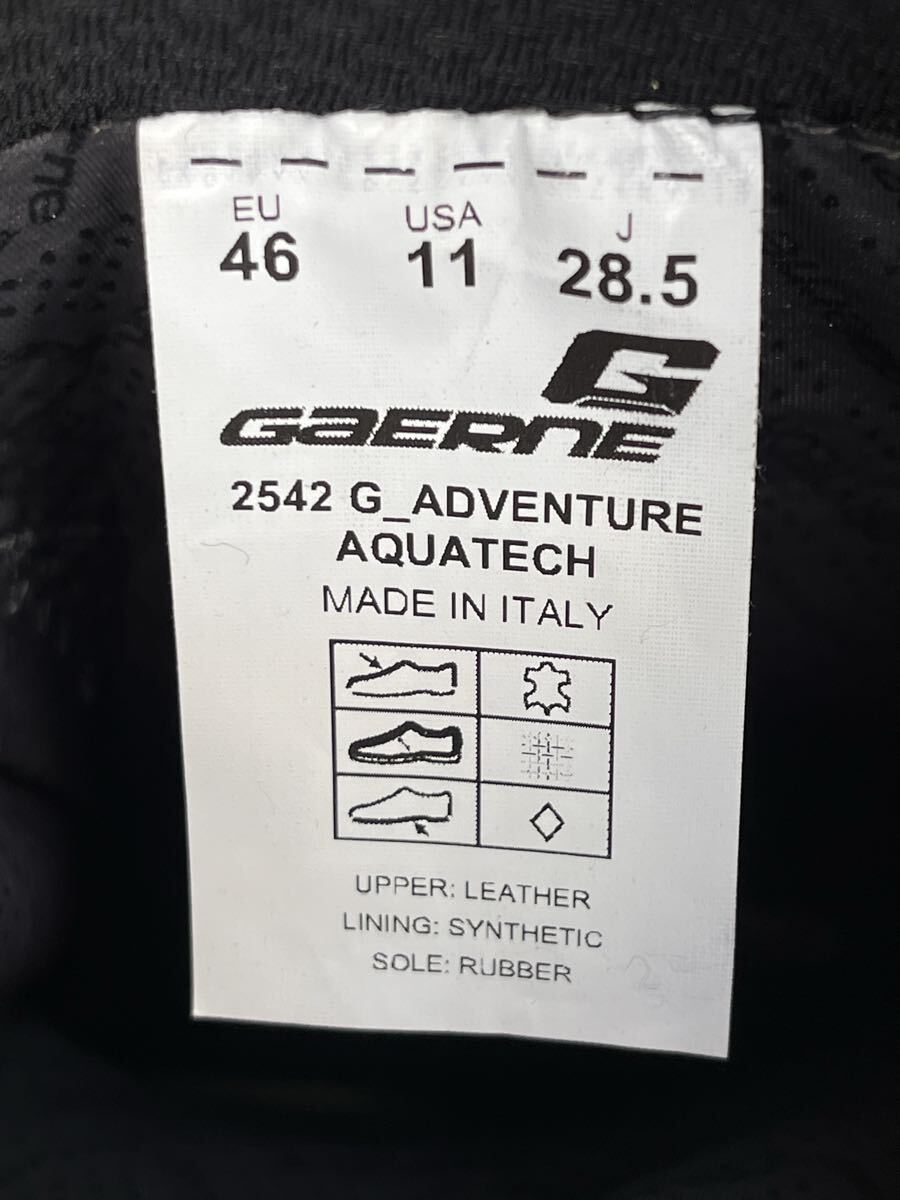 EU USA J
46 11 28.5
G
GAERNE
2542 G_ADVENTURE
AQUATECH
MADE IN ITALY
UPPER: LEATHER
LINING: SYNTHETIC
SOLE: RUBBER
ne